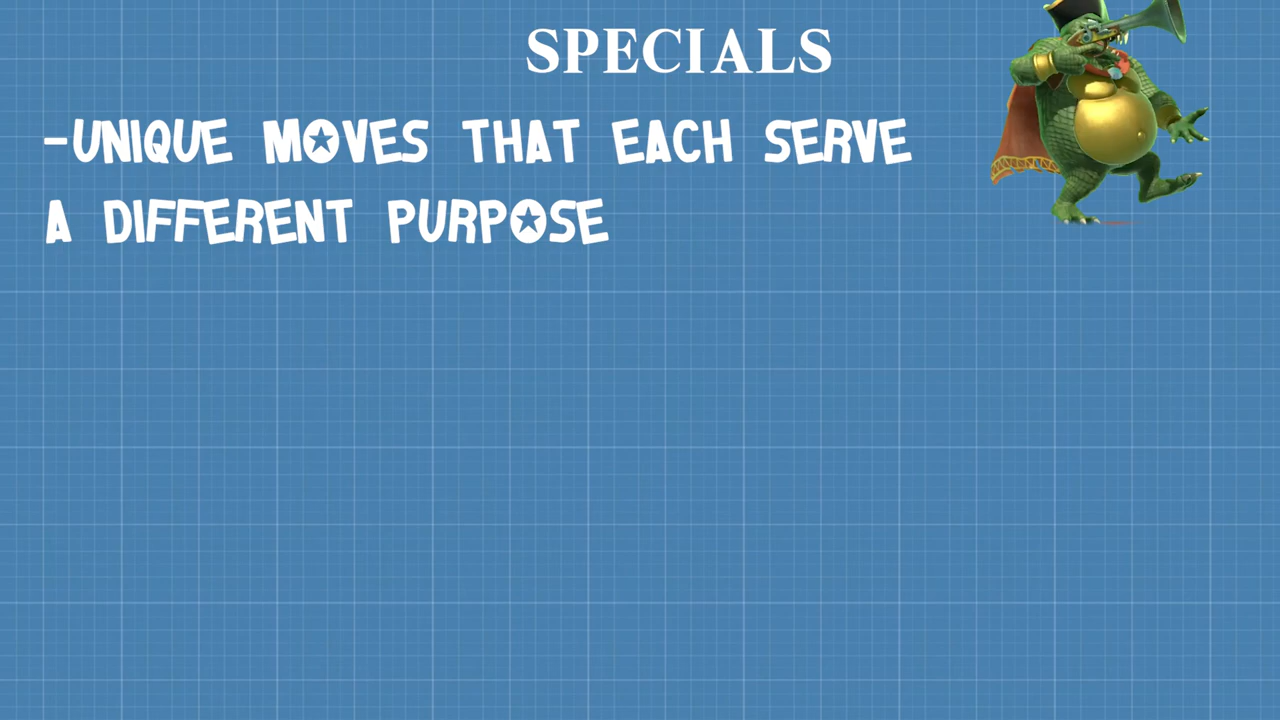 SPECIALS
-UNIQUE MOVES THAT EACH SERVE
A DIFFERENT PURPOSE